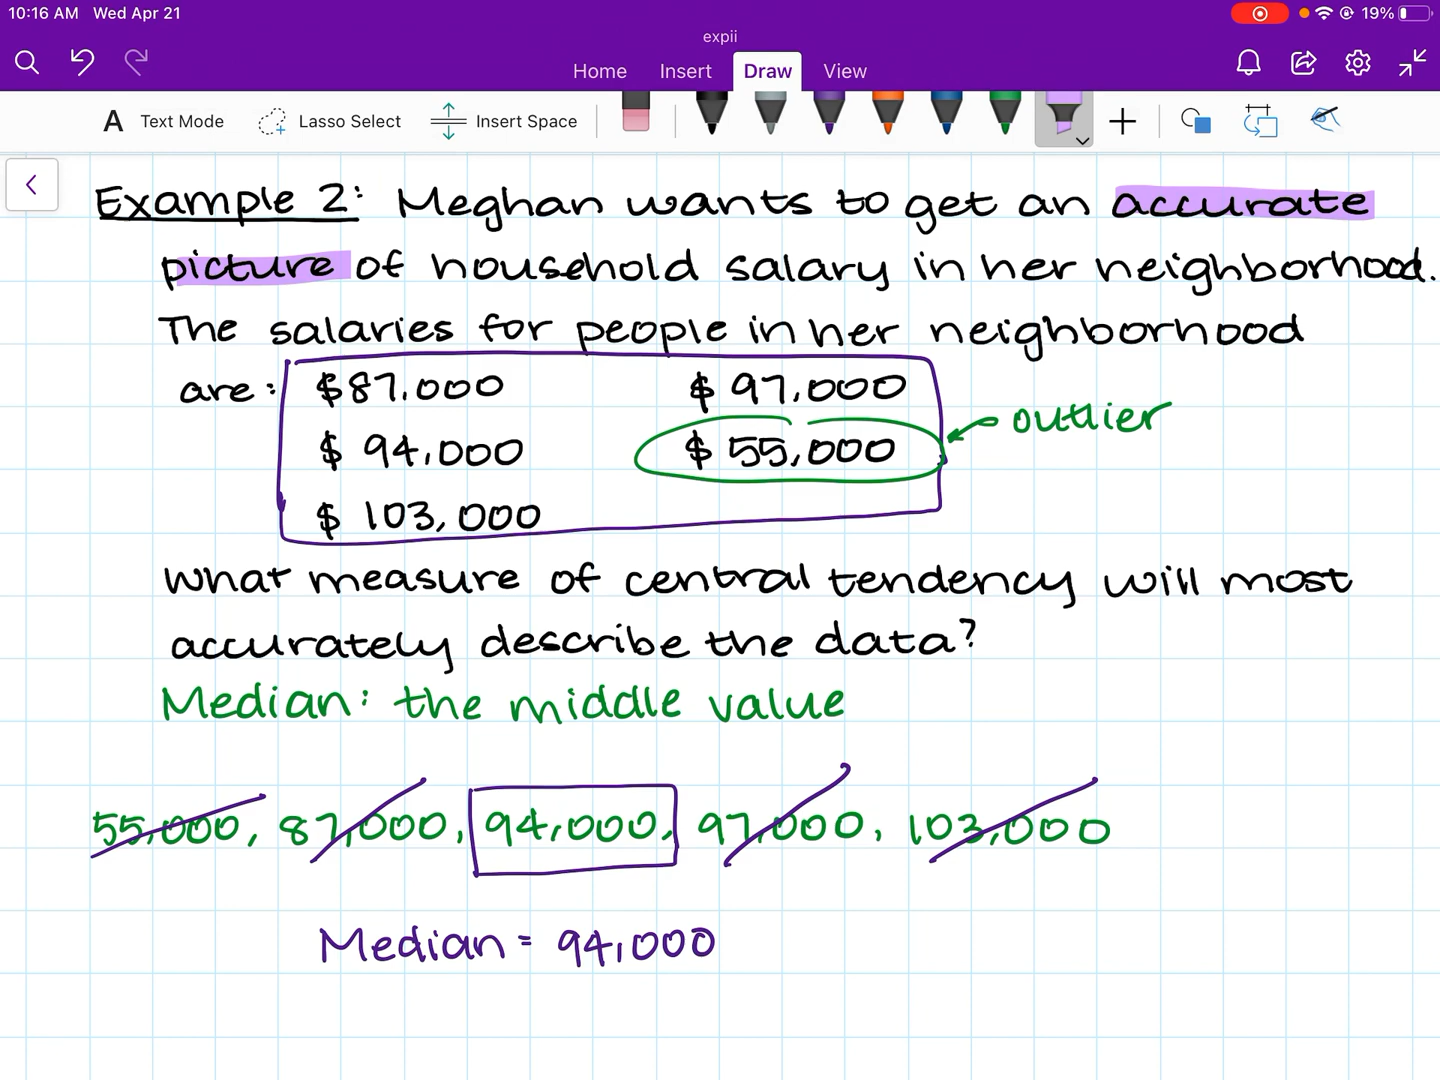 10:16 AM Wed Apr 21
19%
expii
Home Insert Draw View
A Text Mode Lasso Select Insert Space
Example 2: Meghan wants to get an accurate
picture of household salary in her neighborhood.
The salaries for people in her neighborhood
are: $87,000 $97,000
$94,000 $55,000 outlier
$103,000
What measure of central tendency will most
accurately describe the data?
Median: the middle value
55,000, 87,000, 94,000, 97,000, 103,000
Median = 94,000